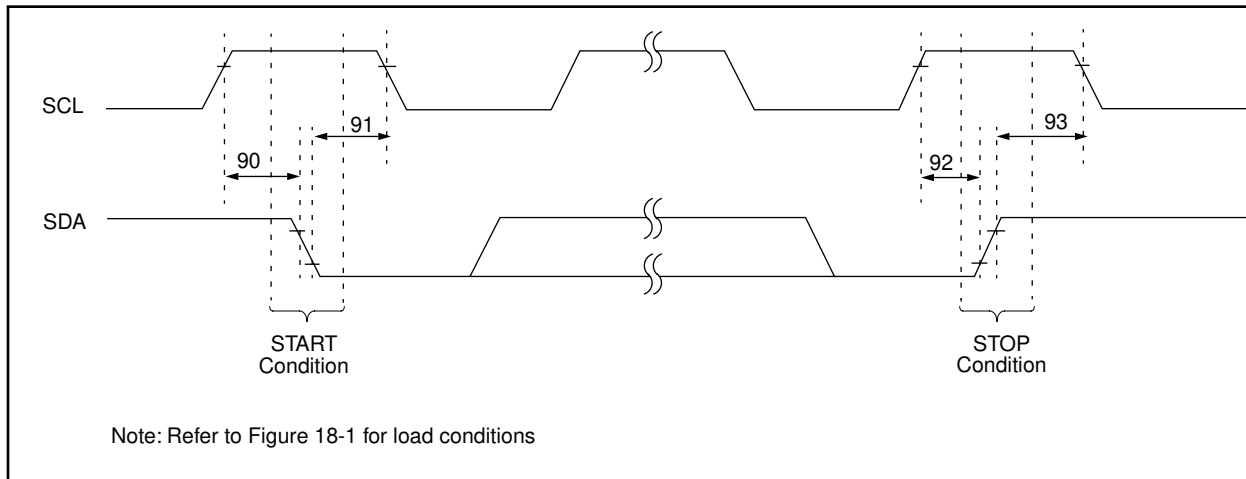 SCL
91
93
90
92
SDA
START
Condition
STOP
Condition
Note: Refer to Figure 18-1 for load conditions